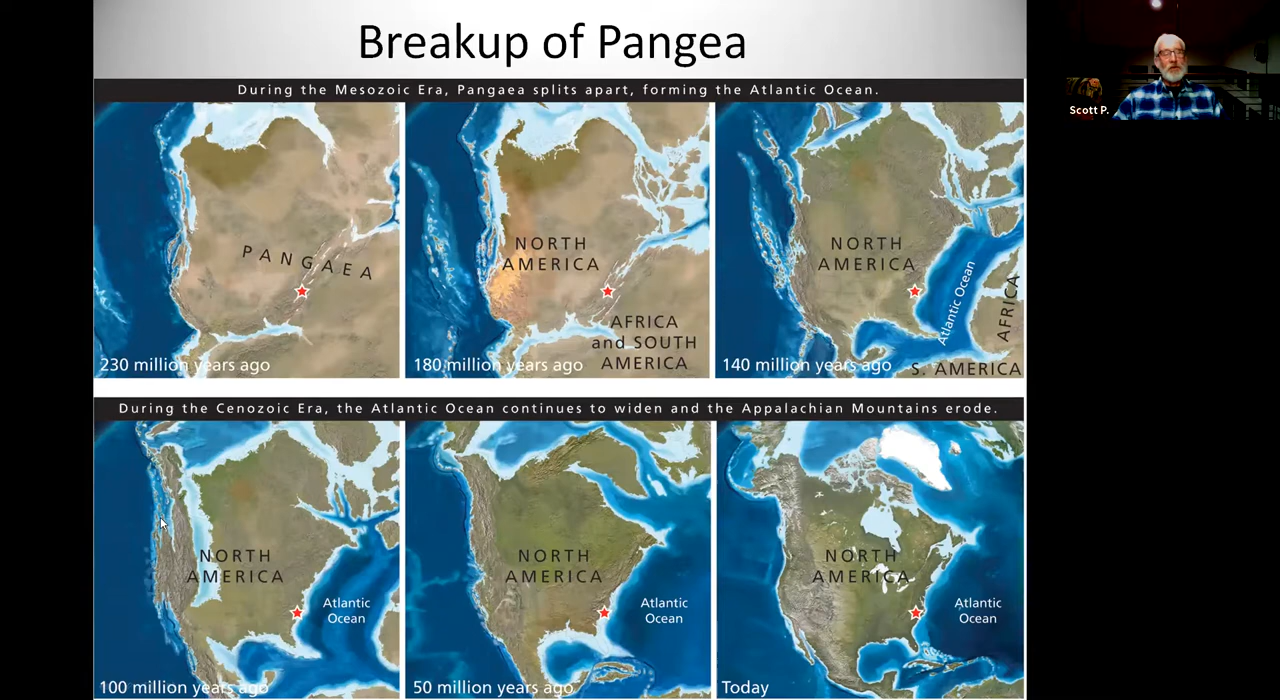 Breakup of Pangea
Scott P.
During the Mesozoic Era, Pangaea splits apart, forming the Atlantic Ocean.
PANGAEA
230 million years ago
NORTH
AMERICA
AFRICA
and SOUTH
AMERICA
180 million years ago
NORTH
AMERICA
Atlantic Ocean
AFRICA
S. AMERICA
140 million years ago
During the Cenozoic Era, the Atlantic Ocean continues to widen and the Appalachian Mountains erode.
NORTH
AMERICA
Atlantic
Ocean
100 million years ago
NORTH
AMERICA
Atlantic
Ocean
50 million years ago
NORTH
AMERICA
Atlantic
Ocean
Today